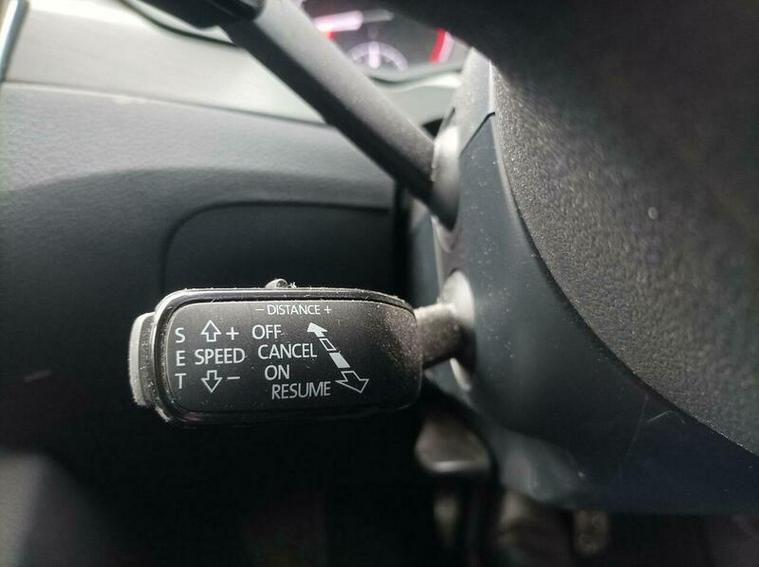 - DISTANCE +
S + OFF
E SPEED CANCEL
T - ON
RESUME